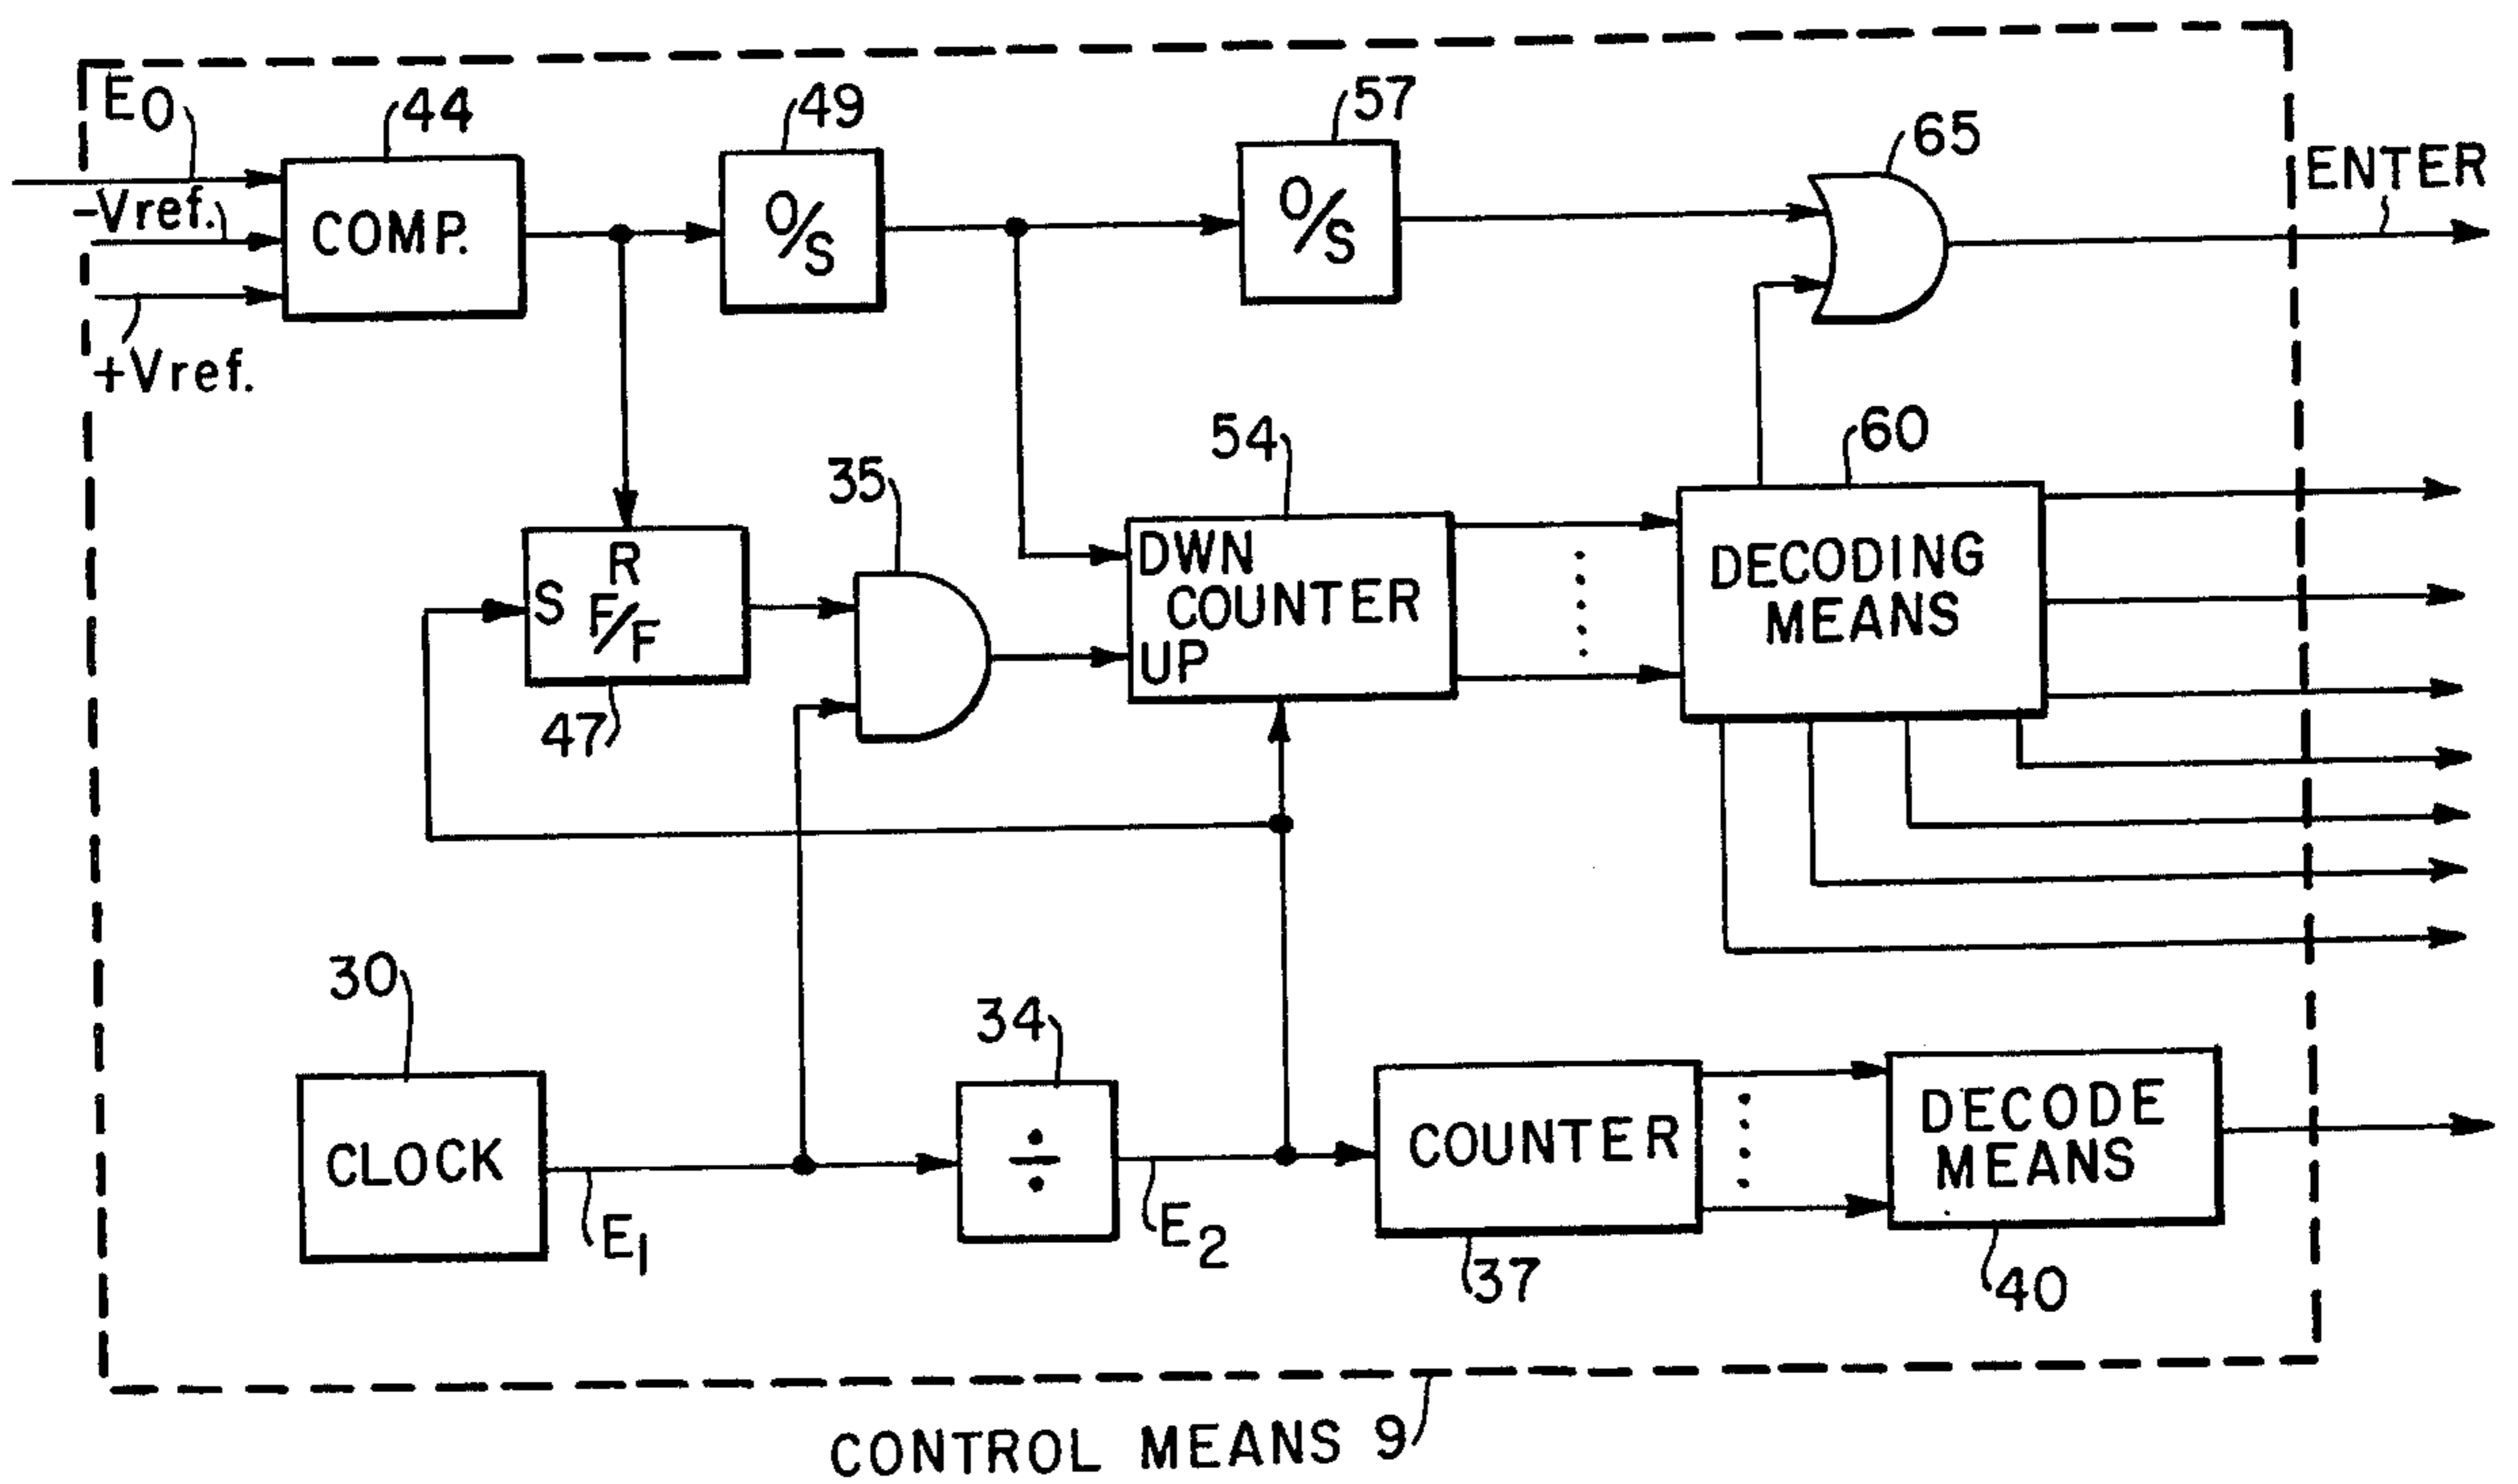 E0
44
49
57
65
ENTER
-Vref.
COMP.
O/S
O/S
+Vref.
54
60
35
DWN
COUNTER
UP
DECODING
MEANS
R
S F/F
47
30
34
CLOCK
÷
COUNTER
DECODE
MEANS
E1
E2
37
40
CONTROL MEANS 9